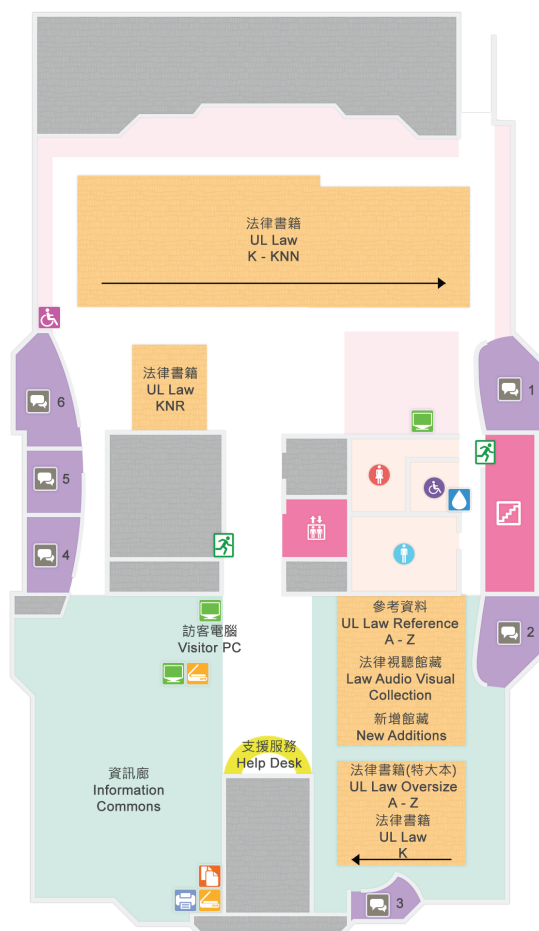 法律書籍
UL Law
K - KNN
法律書籍
UL Law
KNR
6
5
4
1
2
參考資料
UL Law Reference
A - Z
法律視聽館藏
Law Audio Visual
Collection
新增館藏
New Additions
訪客電腦
Visitor PC
支援服務
Help Desk
資訊廊
Information
Commons
法律書籍(特大本)
UL Law Oversize
A - Z
法律書籍
UL Law
K
3